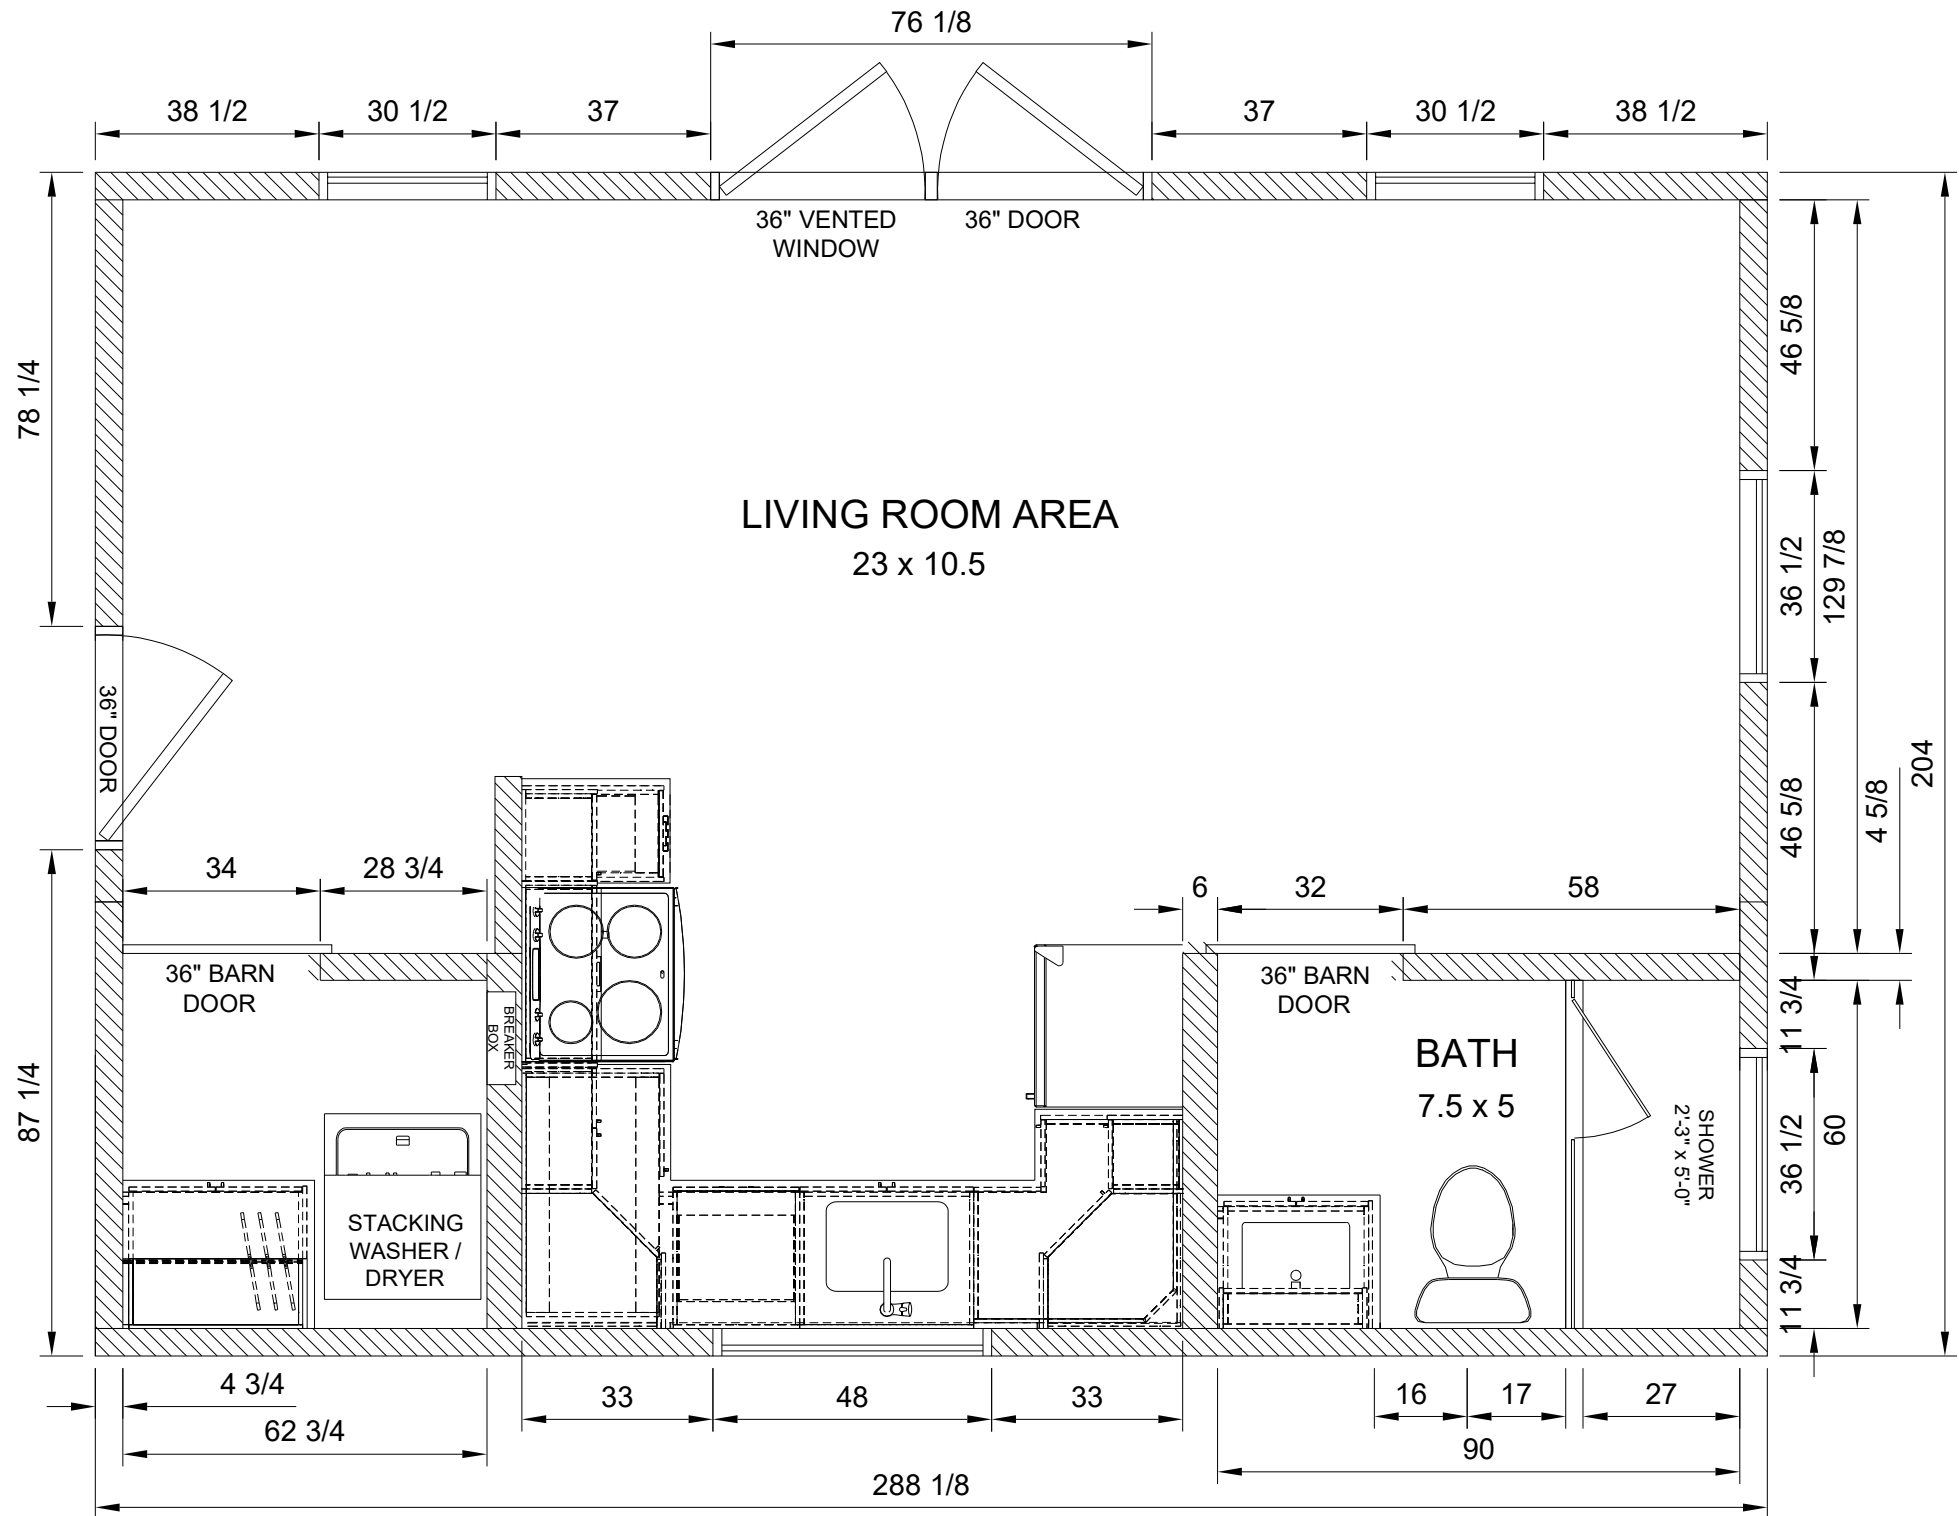 76 1/8
38 1/2
30 1/2
37
37
30 1/2
38 1/2
36" VENTED
WINDOW
36" DOOR
78 1/4
46 5/8
LIVING ROOM AREA
23 x 10.5
36 1/2
129 7/8
36" DOOR
204
46 5/8
4 5/8
34
28 3/4
6
32
58
36" BARN
DOOR
36" BARN
DOOR
BREAKER
BOX
11 3/4
BATH
7.5 x 5
87 1/4
SHOWER
2'-3" x 5'-0"
36 1/2
60
STACKING
WASHER /
DRYER
11 3/4
4 3/4
33
48
33
16
17
27
62 3/4
90
288 1/8